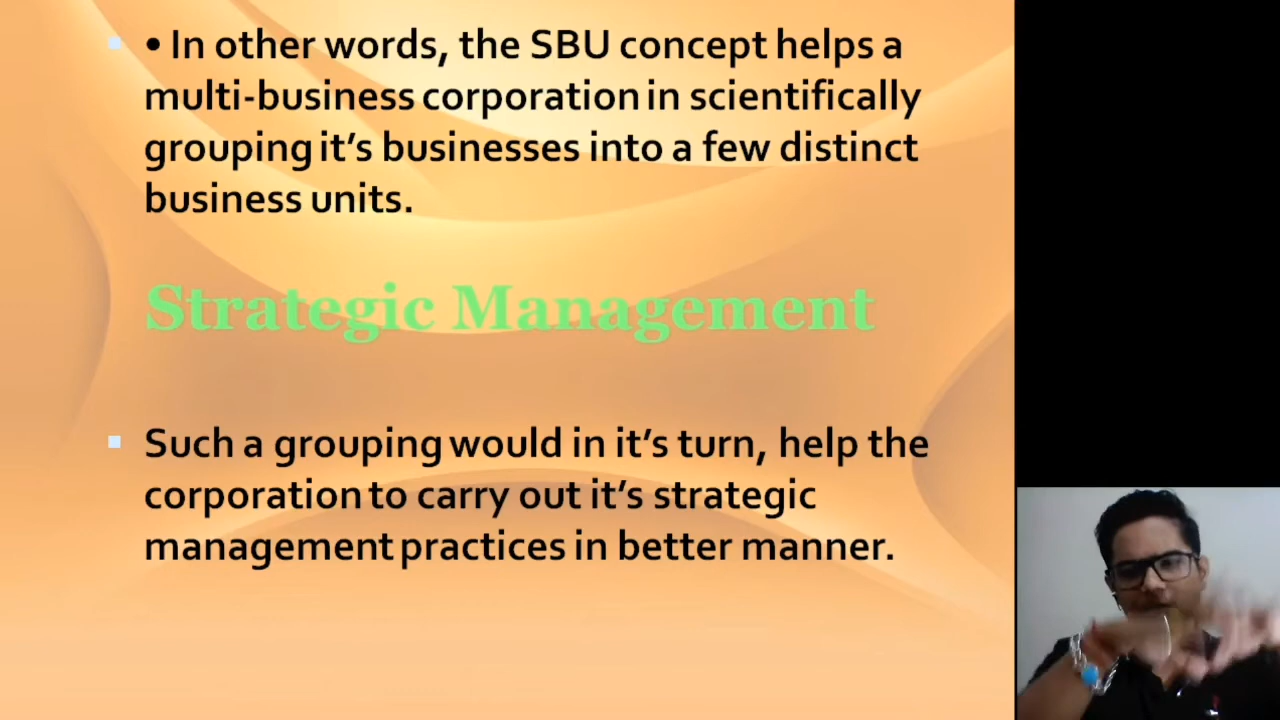 • In other words, the SBU concept helps a
multi-business corporation in scientifically
grouping it’s businesses into a few distinct
business units.
Strategic Management
Such a grouping would in it’s turn, help the
corporation to carry out it’s strategic
management practices in better manner.